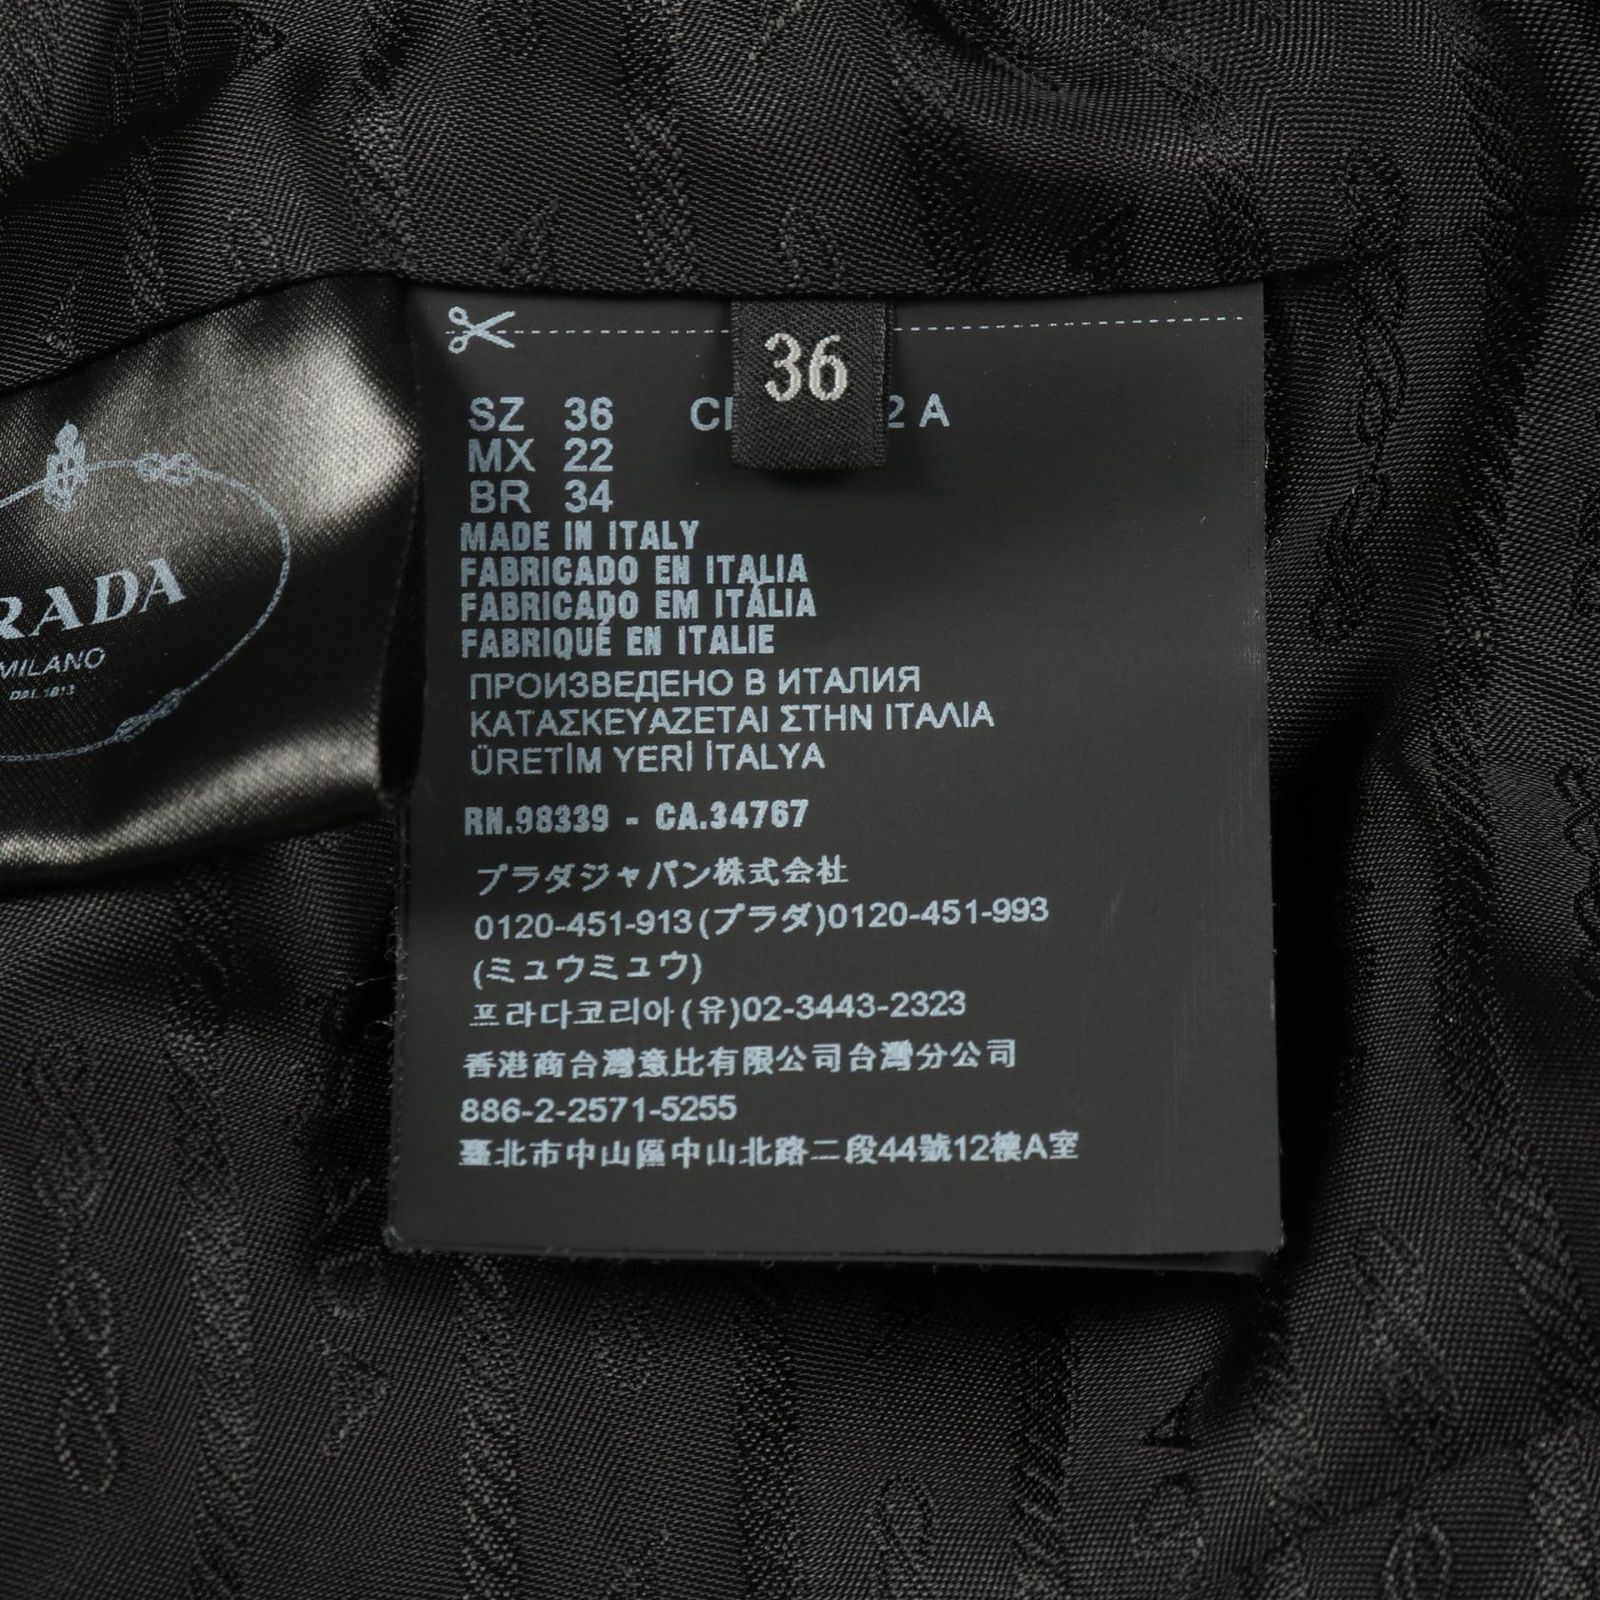 36
SZ 36 2 A
MX 22
BR 34
MADE IN ITALY
FABRICADO EN ITALIA
FABRICADO EM ITÁLIA
FABRIQUÉ EN ITALIE
ПРОИЗВЕДЕНО В ИТАЛИЯ
ΚΑΤΑΣΚΕΥΑΖΕΤΑΙ ΣΤΗΝ ΙΤΑΛΙΑ
ÜRETİM YERİ İTALYA
RN.98339 - CA.34767
プラダジャパン株式会社
0120-451-913(プラダ)0120-451-993
(ミュウミュウ)
프라다코리아(유)02-3443-2323
香港商台灣意比有限公司台灣分公司
886-2-2571-5255
臺北市中山區中山北路二段44號12樓A室
RADA
MILANO
DAL 1913